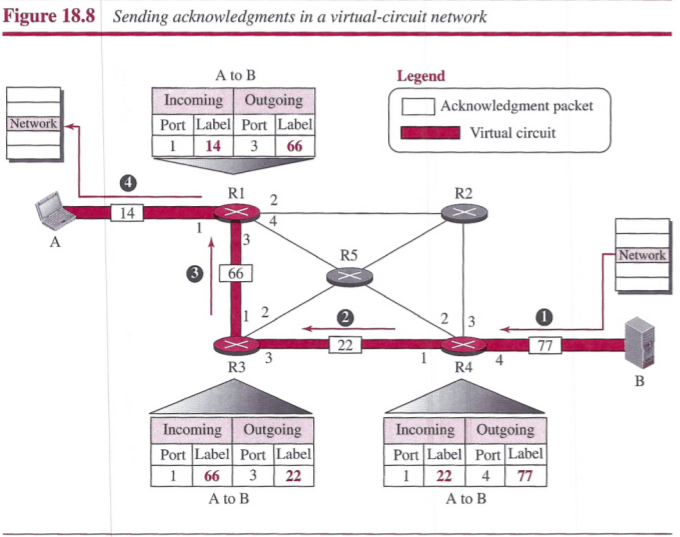 Figure 18.8 Sending acknowledgments in a virtual-circuit network
A to B
Incoming Outgoing
Port Label Port Label
1 14 3 66
Legend
Acknowledgment packet
Virtual circuit
Network
4
R1
2
R2
14
4
1
A
3
Network
R5
3
66
1
2
2
2
3
1
22
77
R3
3
1
R4
4
B
Incoming Outgoing
Port Label Port Label
1 66 3 22
A to B
Incoming Outgoing
Port Label Port Label
1 22 4 77
A to B